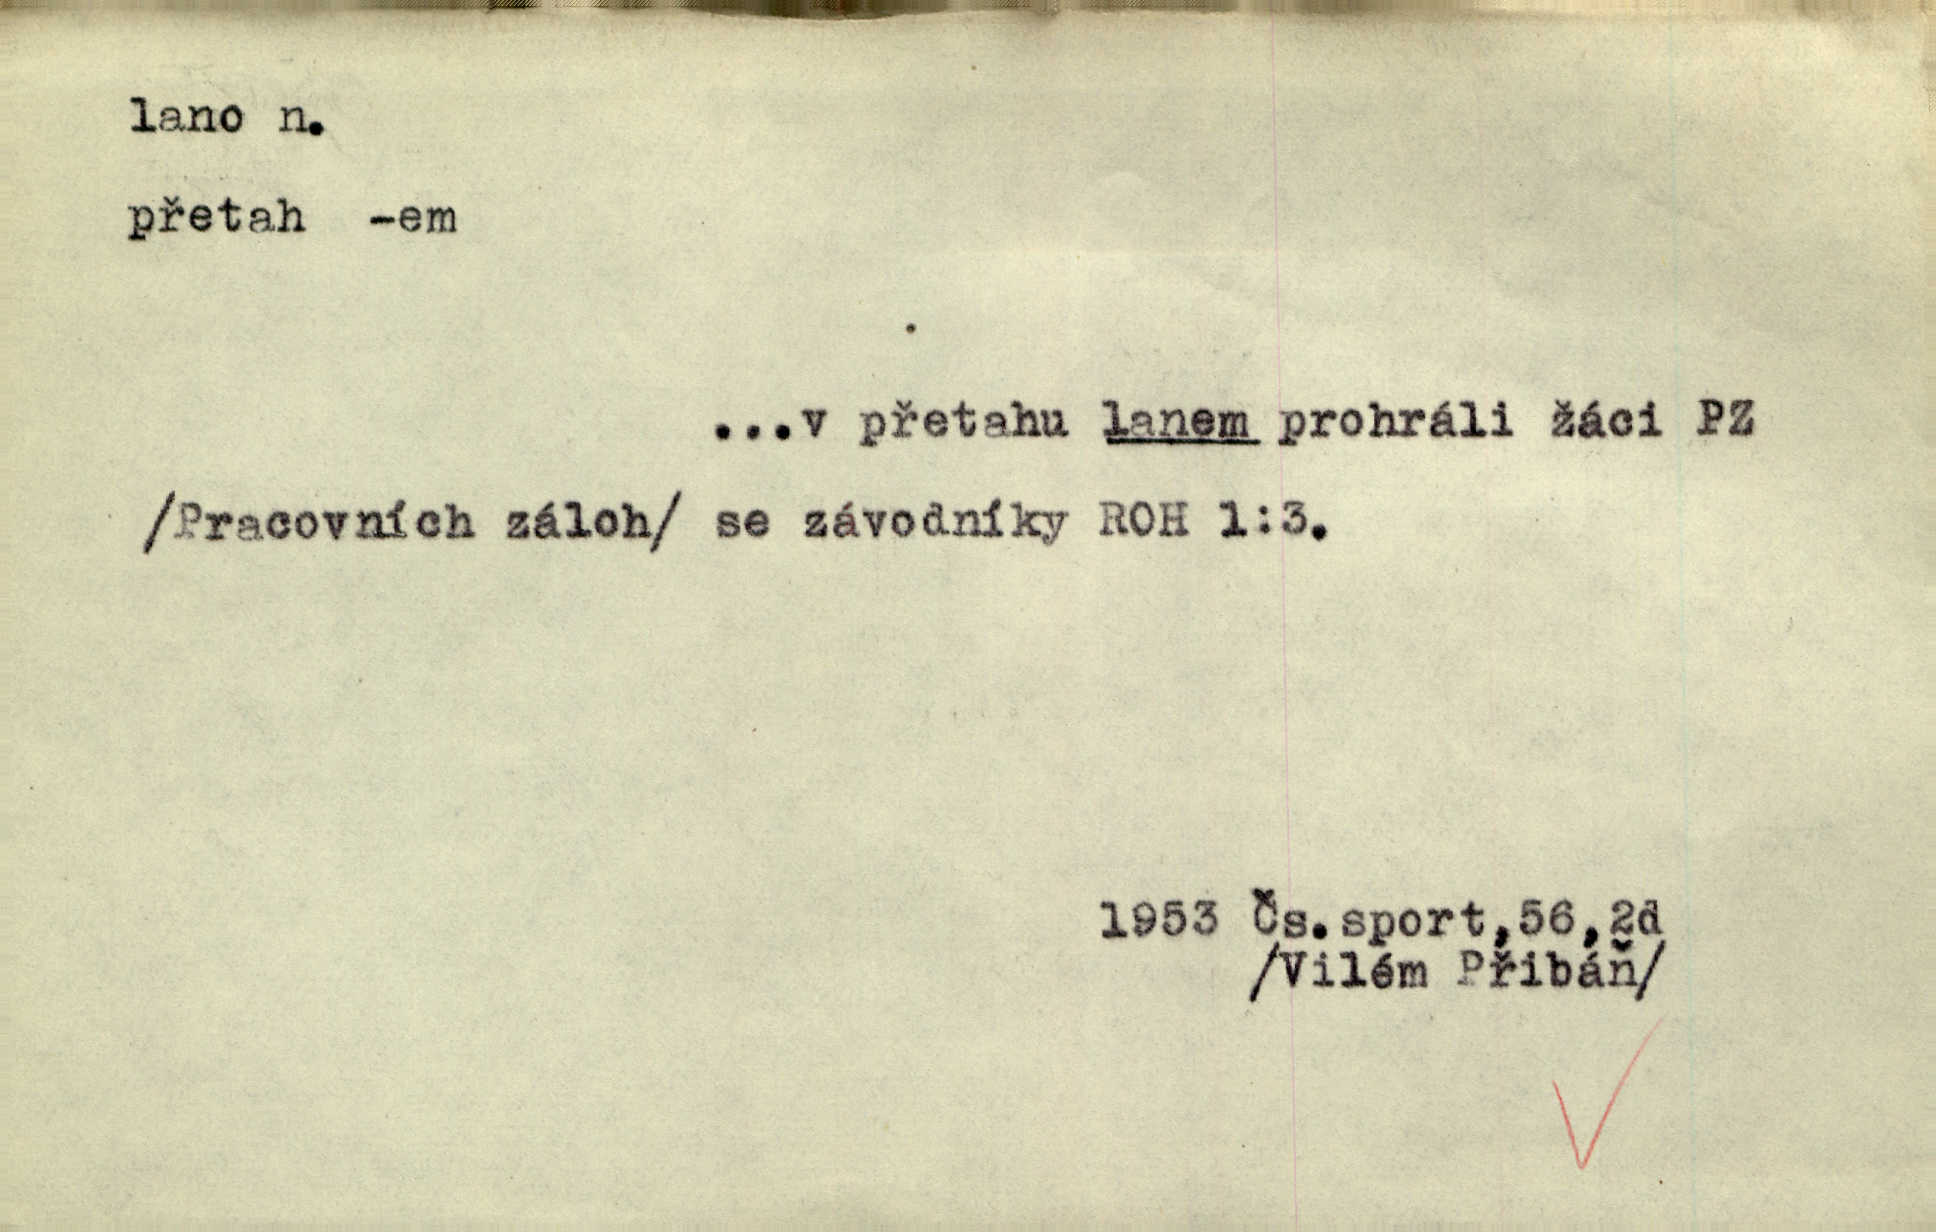 lano n.
přetah -em
...v přetahu lanem prohráli žáci PZ
/Pracovních záloh/ se závodníky ROH 1:3.
1953 Čs.sport,56,2d
/Vilém Přibáň/